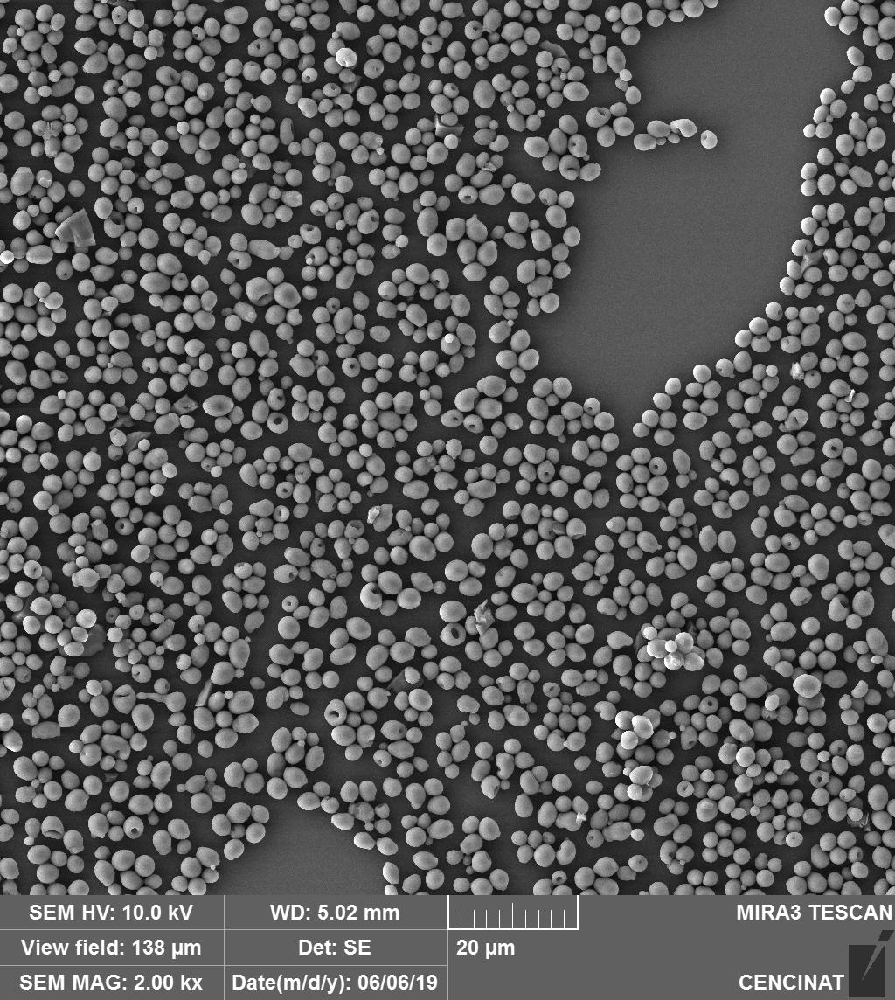 SEM HV: 10.0 kV WD: 5.02 mm MIRA3 TESCAN
View field: 138 µm Det: SE 20 µm
SEM MAG: 2.00 kx Date(m/d/y): 06/06/19 CENCINAT